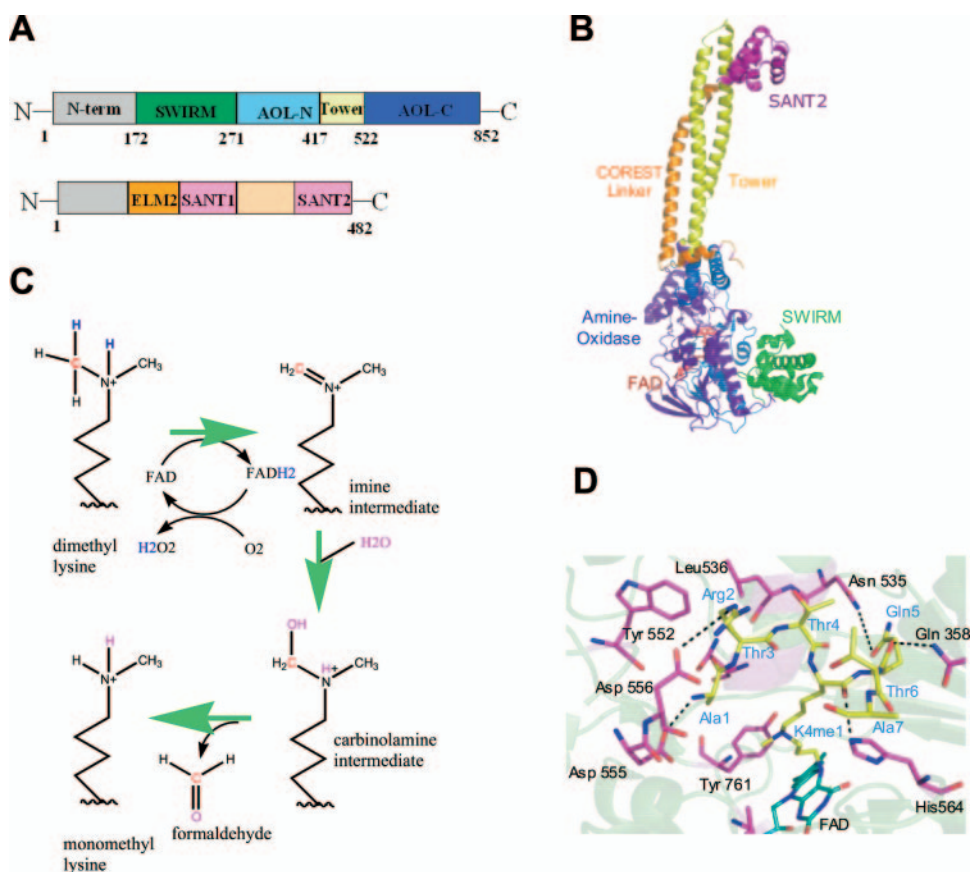 A
N N-term SWIRM AOL-N Tower AOL-C C
1 172 271 417 522 852
N ELM2 SANT1 SANT2 C
1 482
B
SANT2
COREST
Linker
Tower
Amine-
Oxidase
SWIRM
FAD
C
H H
H C N+ CH3
H
H2C N+ CH3
FAD FADH2
H2O2 O2
dimethyl
lysine
imine
intermediate
H2O
H
H N+ CH3
OH
H2C N H+ CH3
H H
C
O
formaldehyde
carbinolamine
intermediate
monomethyl
lysine
D
Leu536
Asn 535
Arg2
Gln5
Tyr 552
Thr4
Gln 358
Thr3
Asp 556
Thr6
Ala1
K4me1
Ala7
Asp 555
Tyr 761
His564
FAD